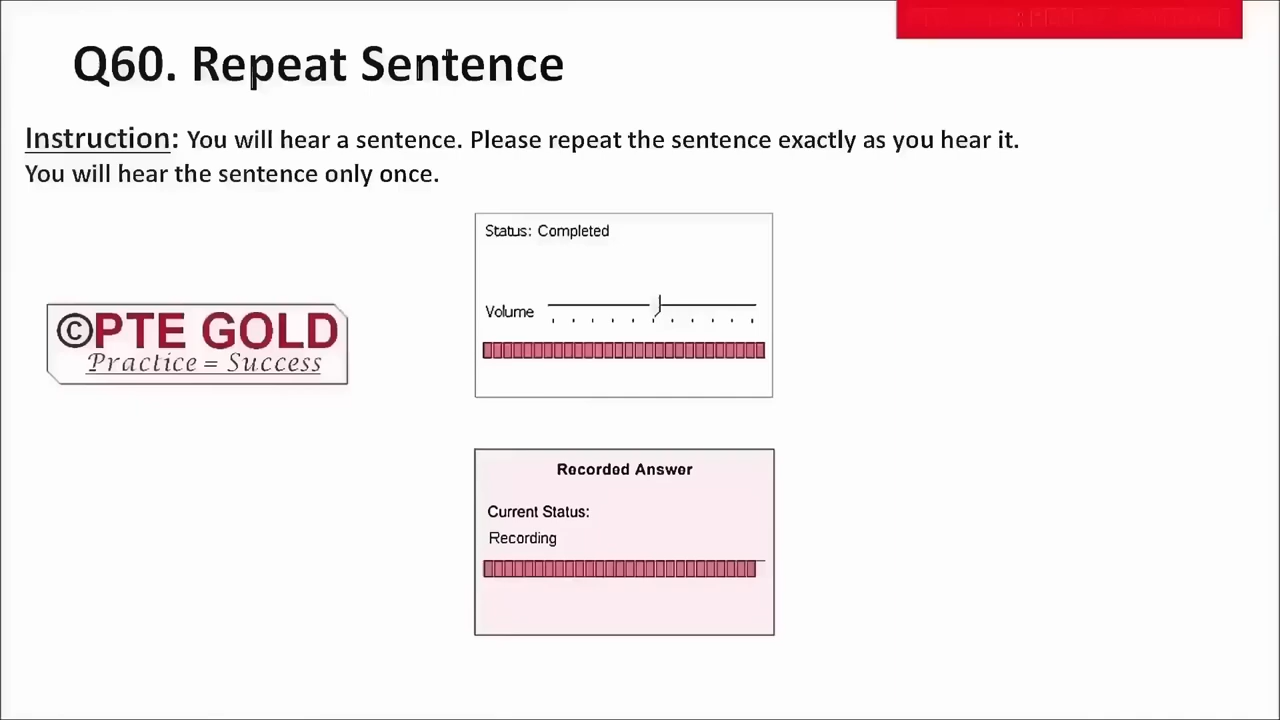 Q60. Repeat Sentence
Instruction: You will hear a sentence. Please repeat the sentence exactly as you hear it.
You will hear the sentence only once.
Status: Completed
Volume
©PTE GOLD
Practice = Success
Recorded Answer
Current Status:
Recording